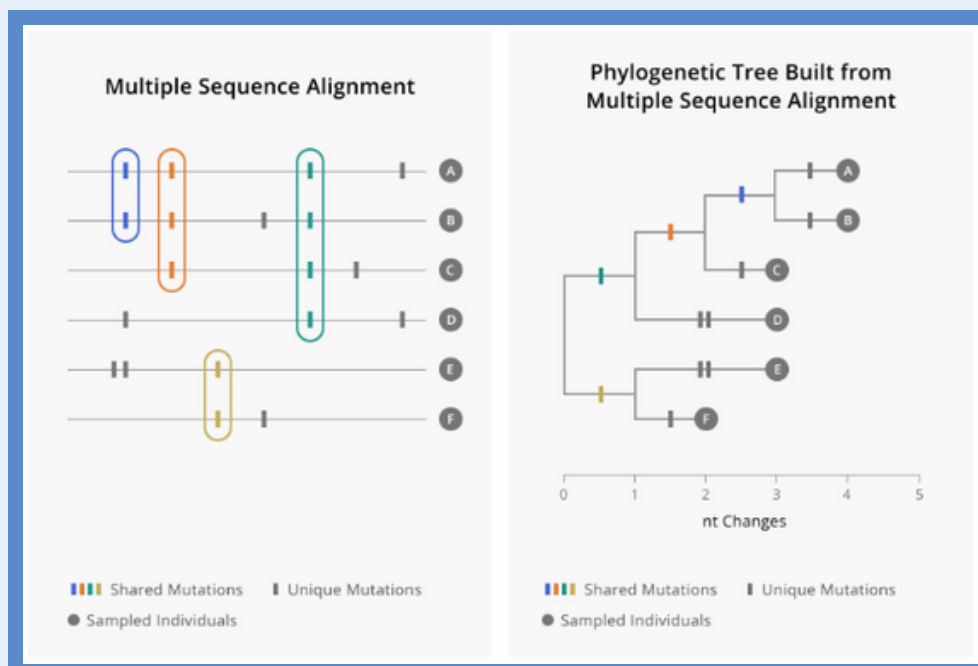 Multiple Sequence Alignment
A
B
C
D
E
F
Shared Mutations
Unique Mutations
Sampled Individuals
Phylogenetic Tree Built from
Multiple Sequence Alignment
A
B
C
D
E
F
0 1 2 3 4 5
nt Changes
Shared Mutations
Unique Mutations
Sampled Individuals